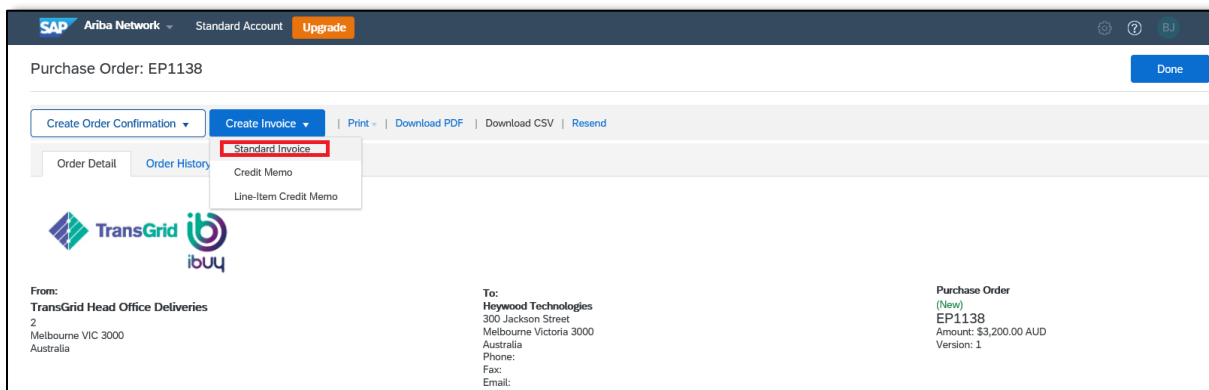 SAP Ariba Network Standard Account Upgrade ? BJ
Purchase Order: EP1138 Done
Create Order Confirmation Create Invoice | Print | Download PDF | Download CSV | Resend
Standard Invoice
Order Detail Order History
Credit Memo
Line-Item Credit Memo
TransGrid ib
ibuy
From:
TransGrid Head Office Deliveries
2
Melbourne VIC 3000
Australia
To:
Heywood Technologies
300 Jackson Street
Melbourne Victoria 3000
Australia
Phone:
Fax:
Email:
Purchase Order
(New)
EP1138
Amount: $3,200.00 AUD
Version: 1